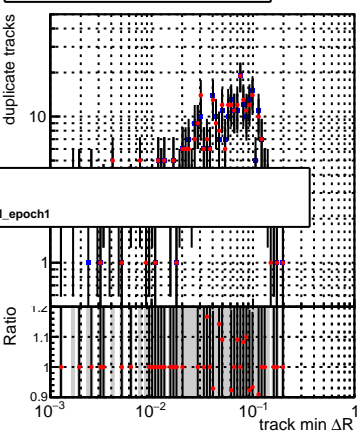 duplicate tracks
10
l_epoch1
1
Ratio
1.2
1.1
1
0.9
10⁻³
10⁻²
10⁻¹
1
track min ΔR